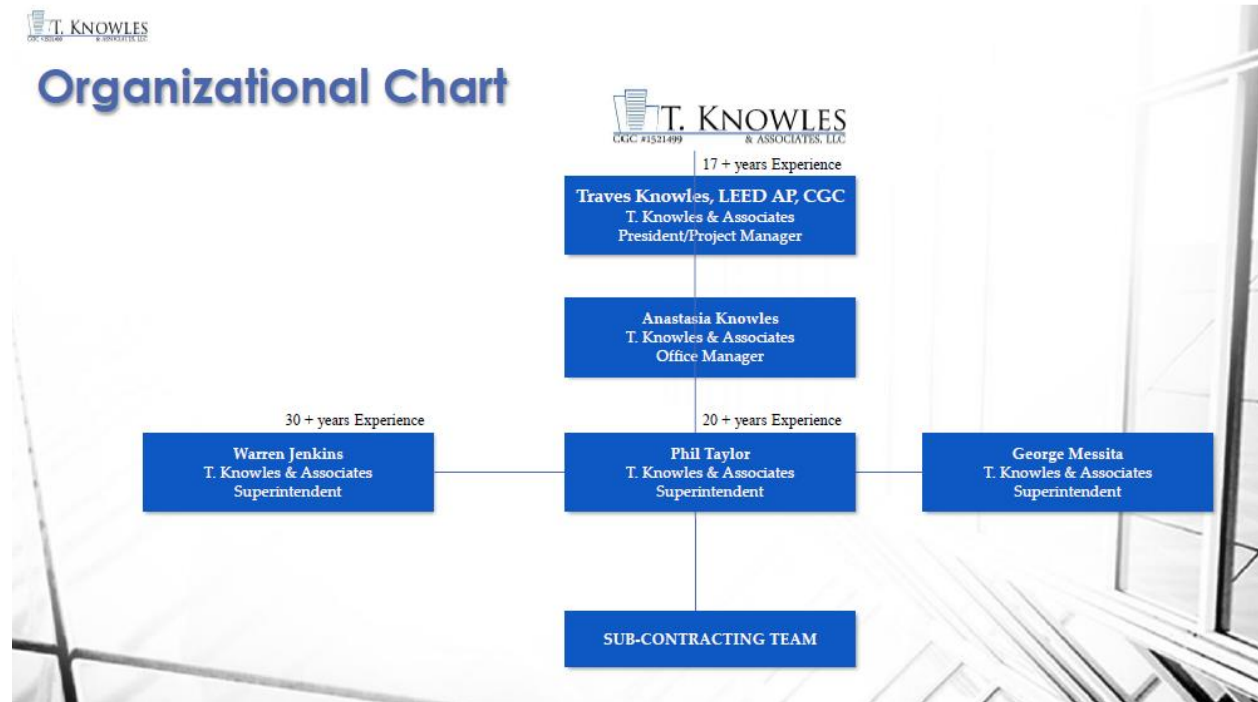 T. KNOWLES
& ASSOCIATES, LLC
Organizational Chart
T. KNOWLES
CGC #1521499 & ASSOCIATES, LLC
17 + years Experience
Traves Knowles, LEED AP, CGC
T. Knowles & Associates
President/Project Manager
Anastasia Knowles
T. Knowles & Associates
Office Manager
30 + years Experience
Warren Jenkins
T. Knowles & Associates
Superintendent
20 + years Experience
Phil Taylor
T. Knowles & Associates
Superintendent
George Messita
T. Knowles & Associates
Superintendent
SUB-CONTRACTING TEAM